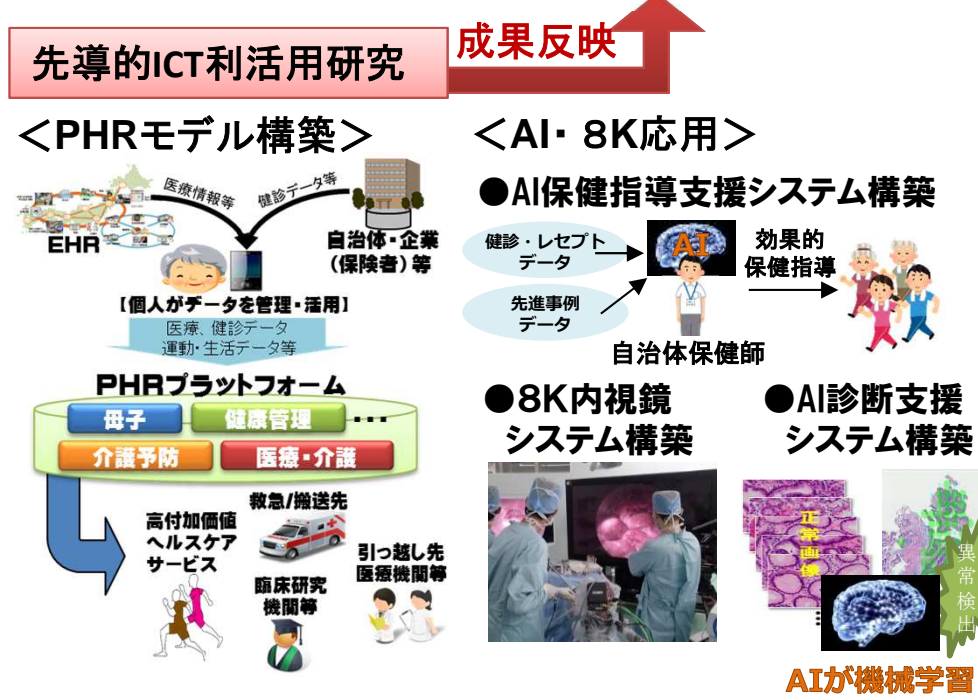 先導的ICT利活用研究
成果反映
＜PHRモデル構築＞
医療情報等
健診データ等
EHR
自治体・企業
（保険者）等
【個人がデータを管理・活用】
医療、健診データ
運動・生活データ等
PHRプラットフォーム
母子
健康管理
…
介護予防
医療・介護
高付加価値
ヘルスケア
サービス
救急/搬送先
臨床研究
機関等
引っ越し先
医療機関等
＜AI・８K応用＞
●AI保健指導支援システム構築
健診・レセプト
データ
先進事例
データ
AI
自治体保健師
効果的
保健指導
●８K内視鏡
システム構築
●AI診断支援
システム構築
正常画像
異常検出
AIが機械学習